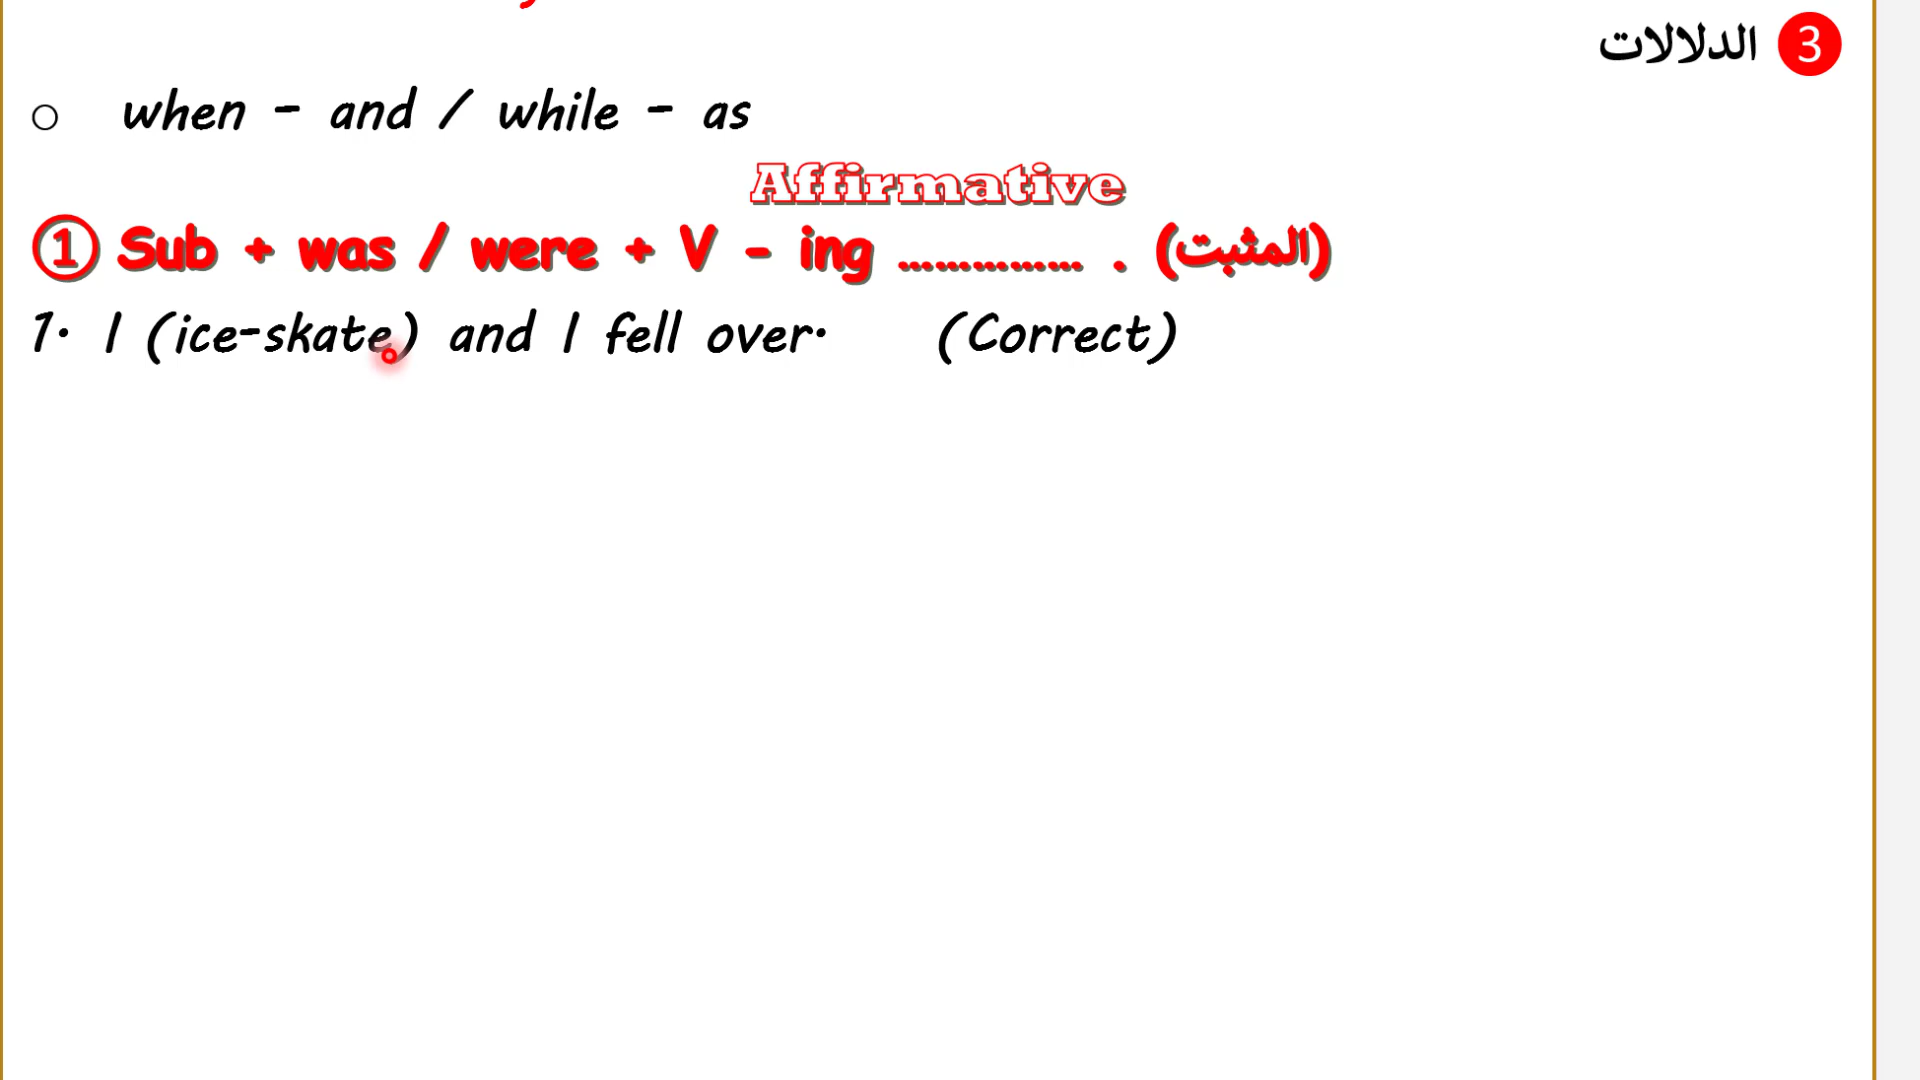 3 الدلالات
o when - and / while - as
Affirmative
① Sub + was / were + V - ing ............... . (المثبت)
1. I (ice-skate) and I fell over. (Correct)